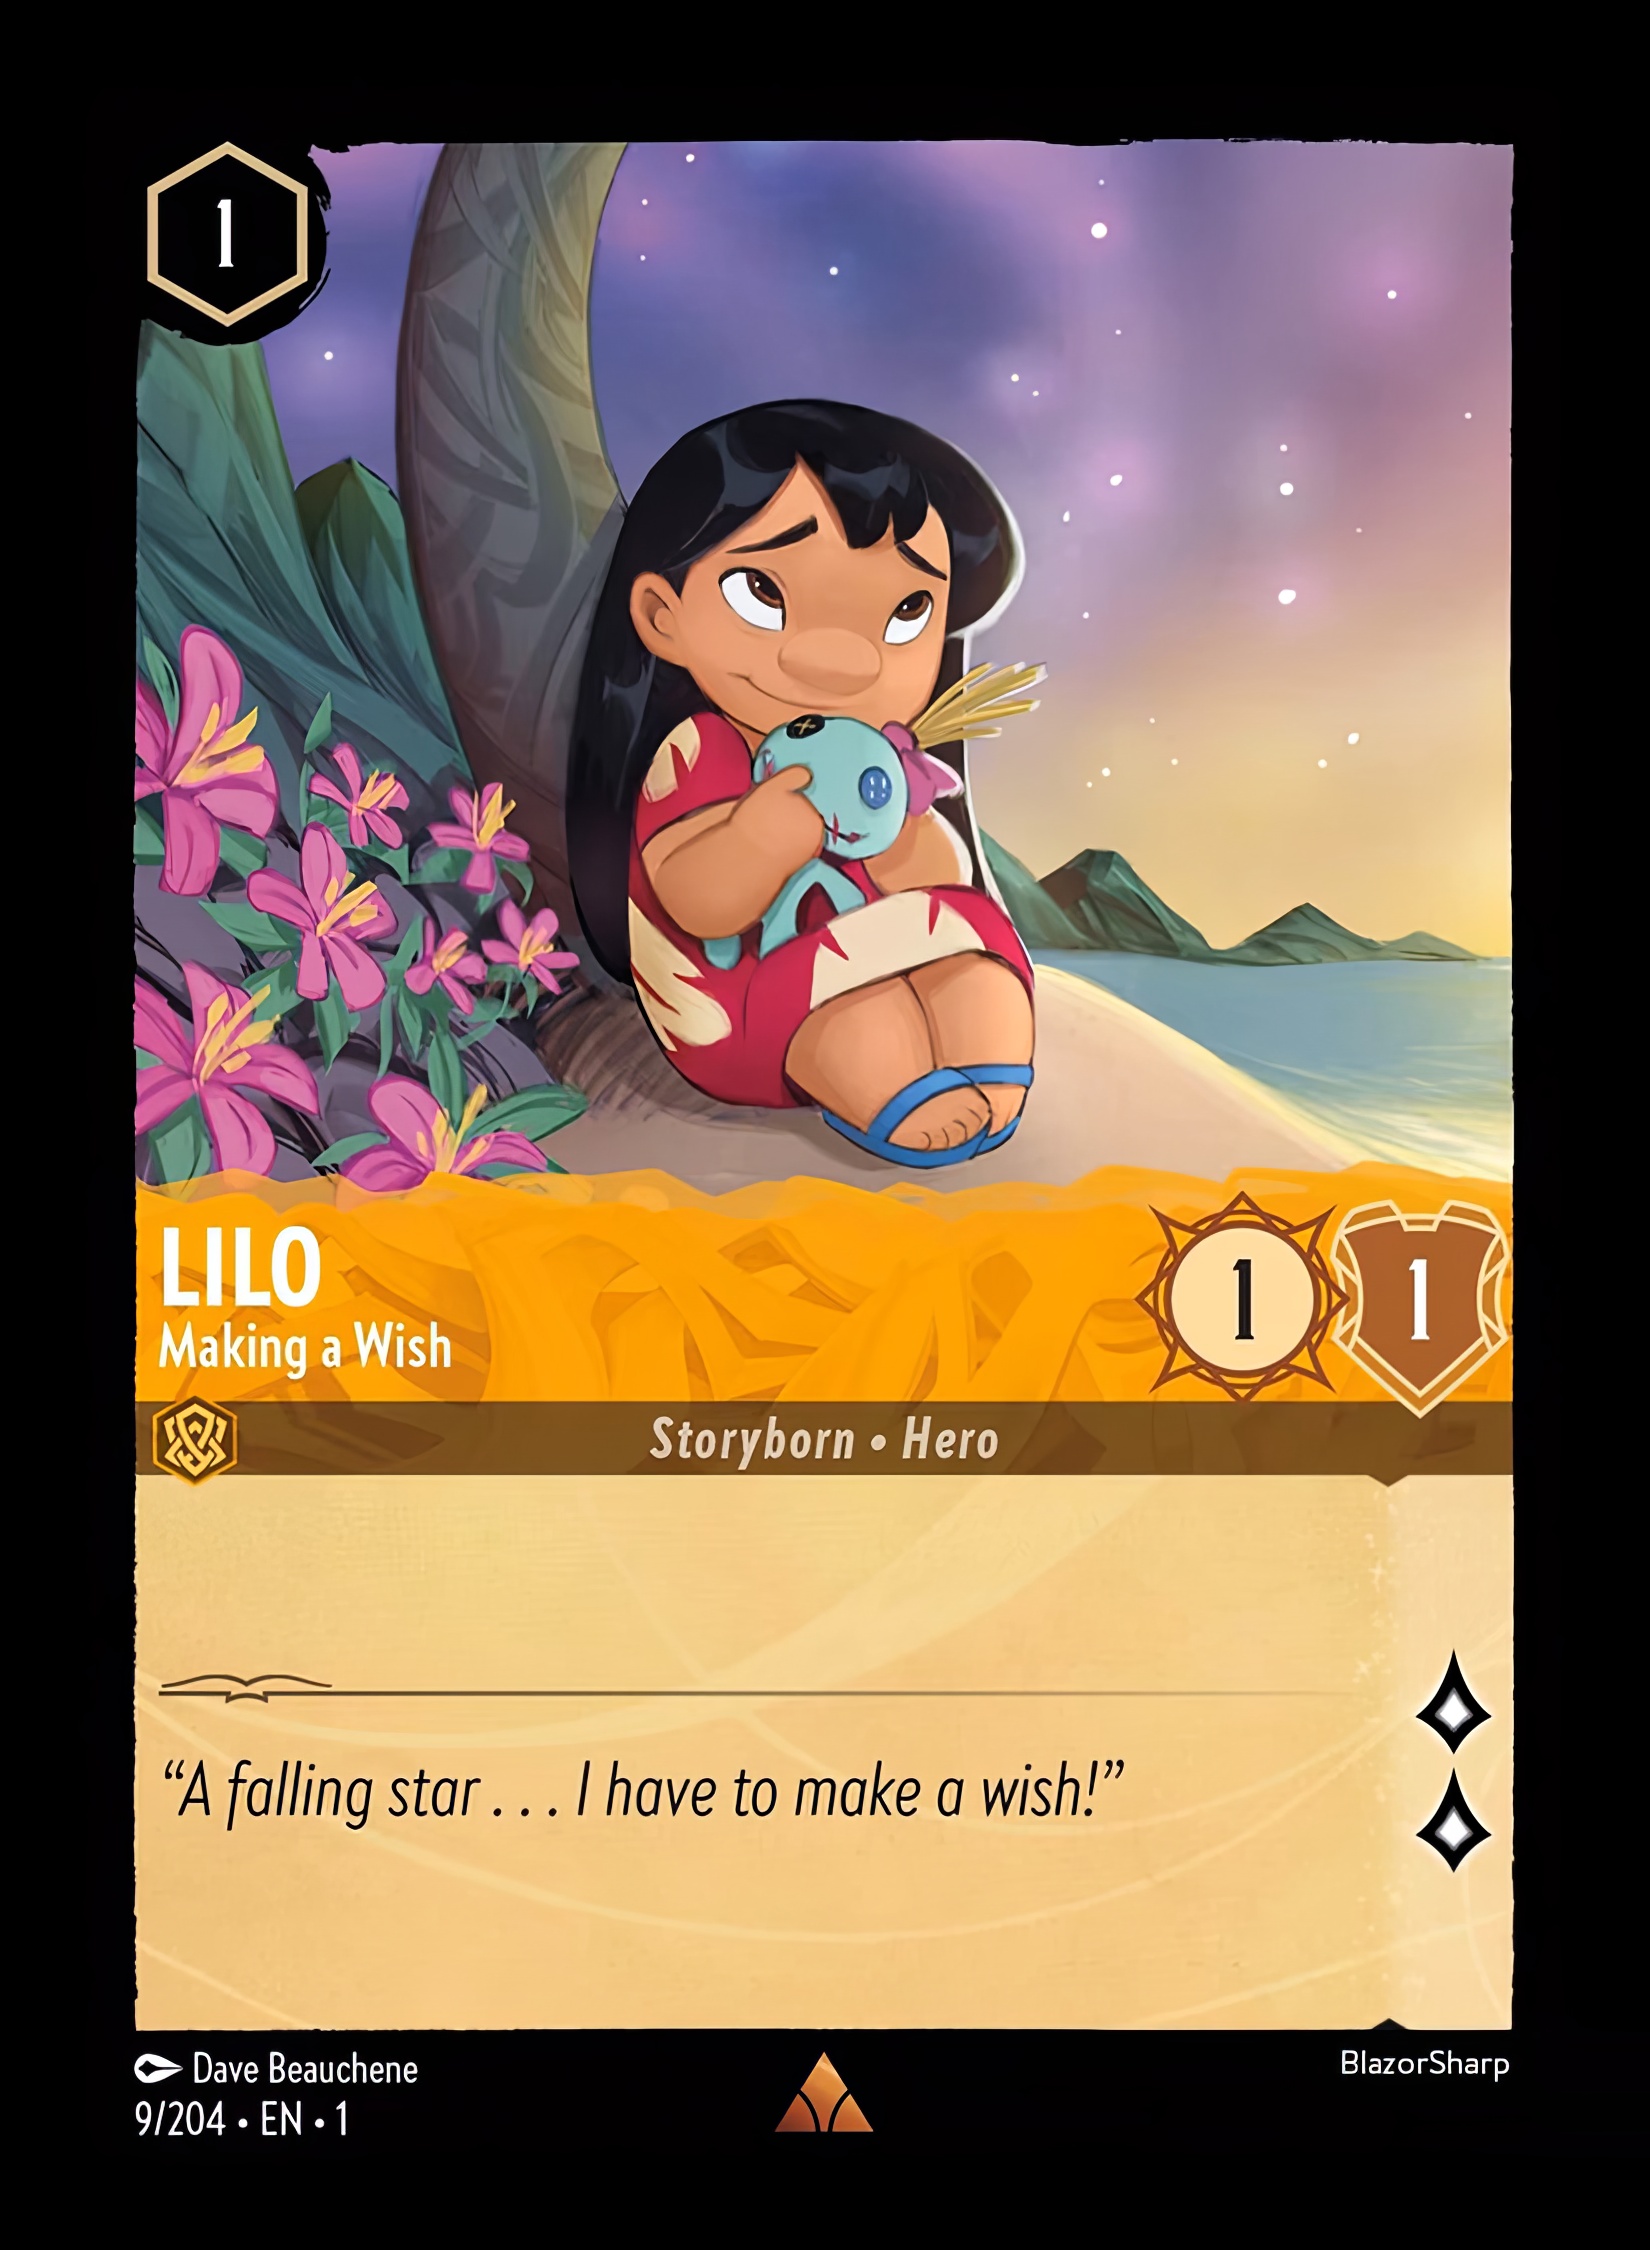 1
LILO
Making a Wish
1
1
Storyborn • Hero
“A falling star . . . I have to make a wish!”
Dave Beauchene
BlazorSharp
9/204 • EN • 1